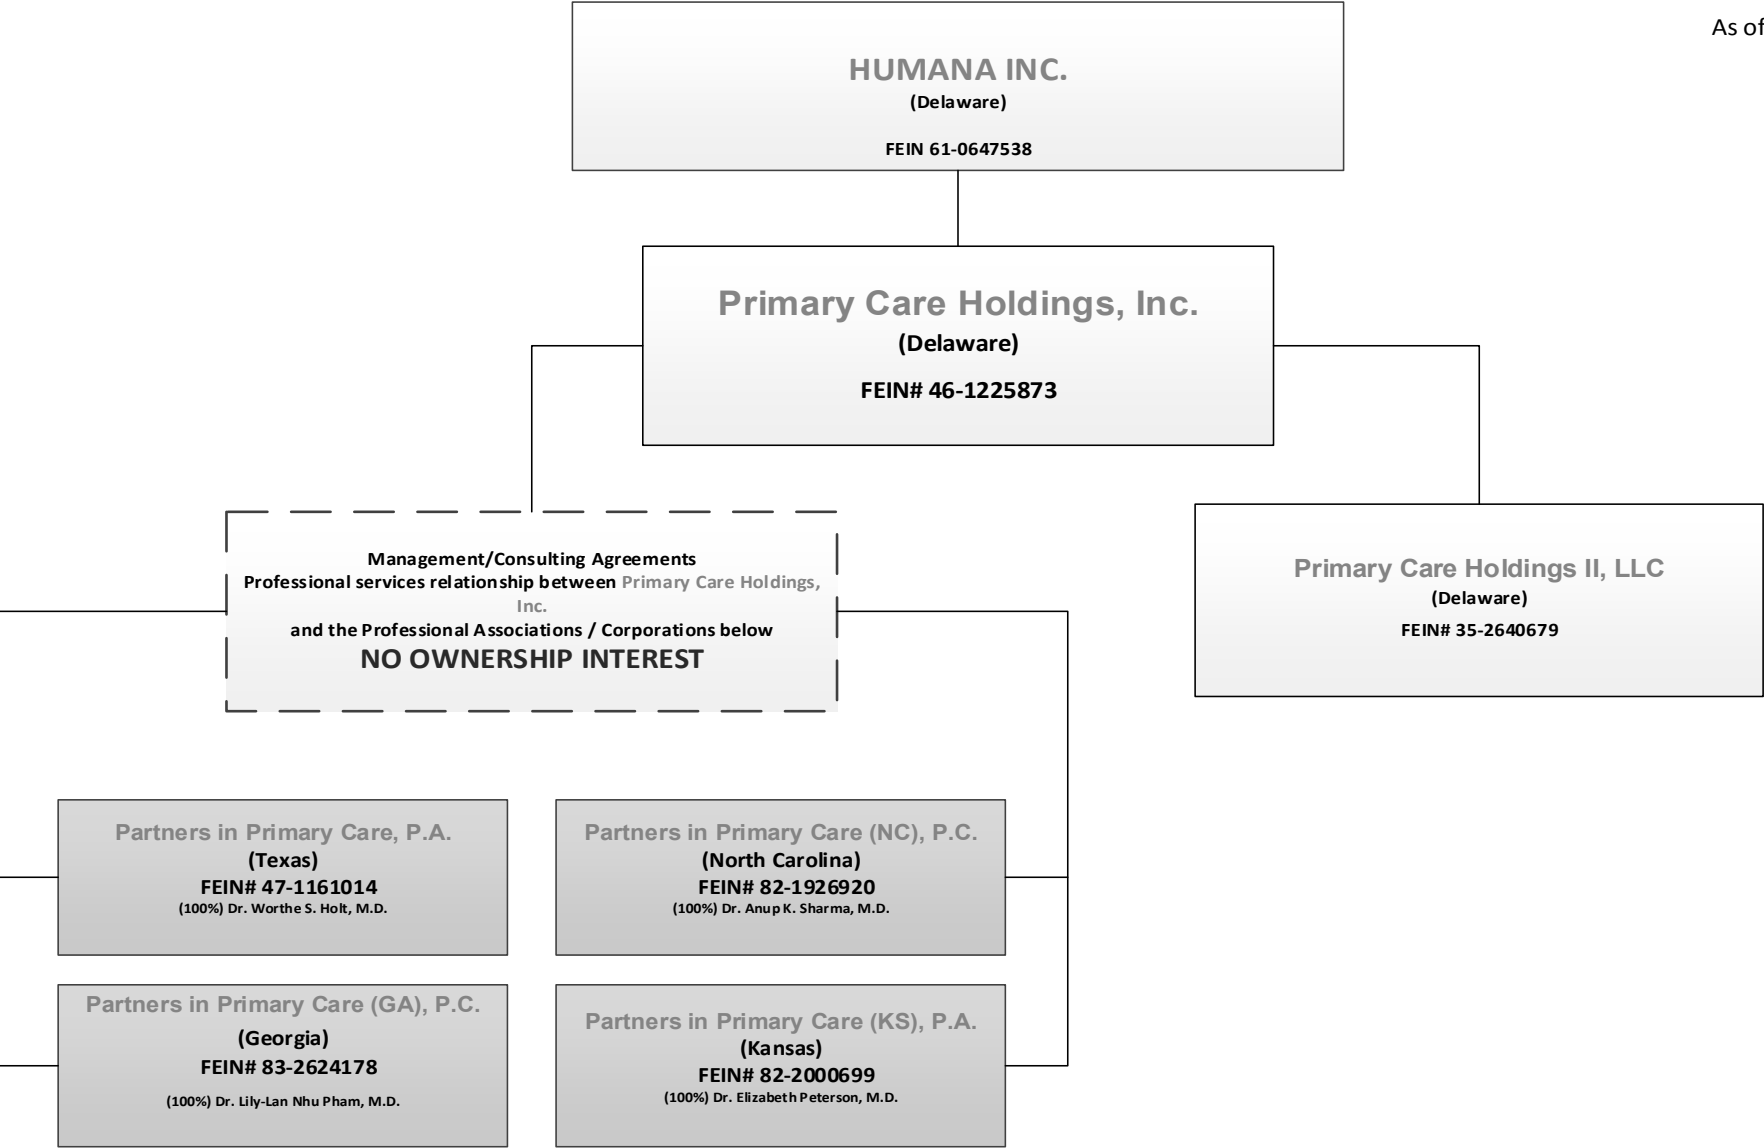 As of
HUMANA INC.
(Delaware)
FEIN 61-0647538
Primary Care Holdings, Inc.
(Delaware)
FEIN# 46-1225873
Management/Consulting Agreements
Professional services relationship between Primary Care Holdings,
Inc.
and the Professional Associations / Corporations below
NO OWNERSHIP INTEREST
Primary Care Holdings II, LLC
(Delaware)
FEIN# 35-2640679
Partners in Primary Care, P.A.
(Texas)
FEIN# 47-1161014
(100%) Dr. Worthe S. Holt, M.D.
Partners in Primary Care (NC), P.C.
(North Carolina)
FEIN# 82-1926920
(100%) Dr. Anup K. Sharma, M.D.
Partners in Primary Care (GA), P.C.
(Georgia)
FEIN# 83-2624178
(100%) Dr. Lily-Lan Nhu Pham, M.D.
Partners in Primary Care (KS), P.A.
(Kansas)
FEIN# 82-2000699
(100%) Dr. Elizabeth Peterson, M.D.